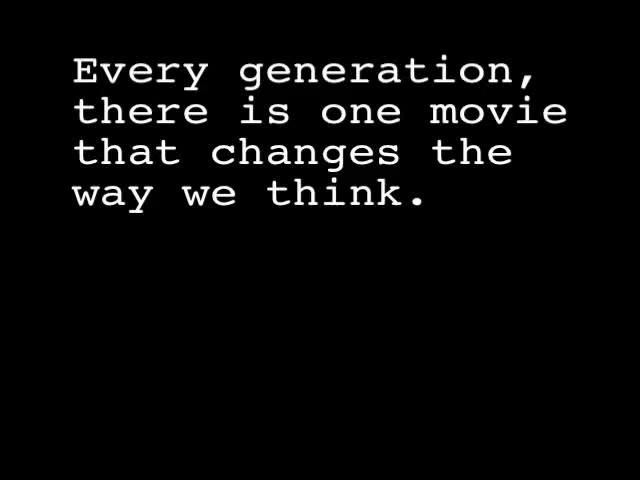 Every generation,
there is one movie
that changes the
way we think.